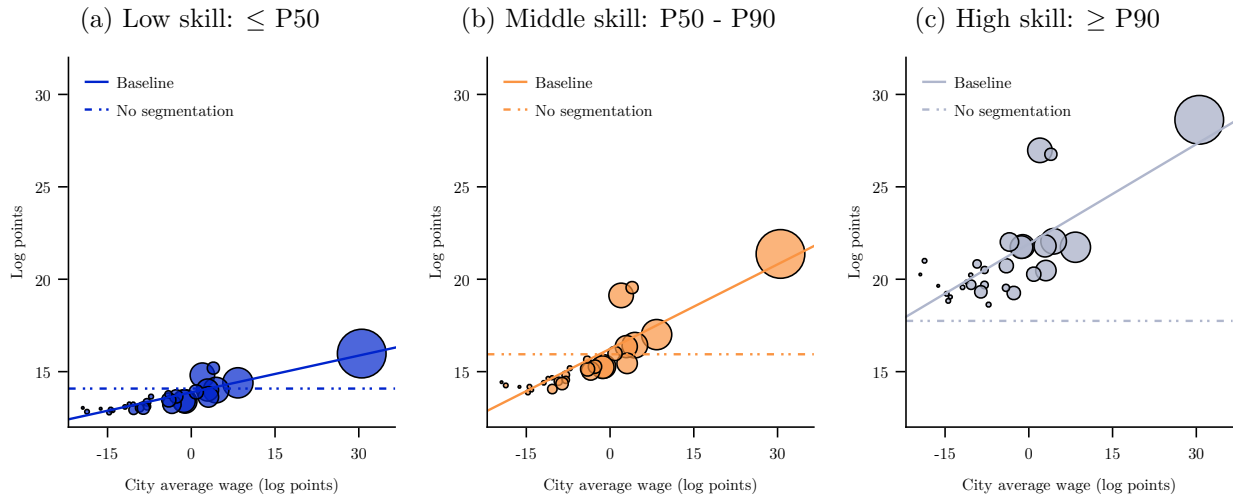 (a) Low skill: ≤ P50
Baseline
No segmentation
30
25
20
15
Log points
-15 0 15 30
City average wage (log points)
(b) Middle skill: P50 - P90
Baseline
No segmentation
30
25
20
15
Log points
-15 0 15 30
City average wage (log points)
(c) High skill: ≥ P90
Baseline
No segmentation
30
25
20
15
Log points
-15 0 15 30
City average wage (log points)